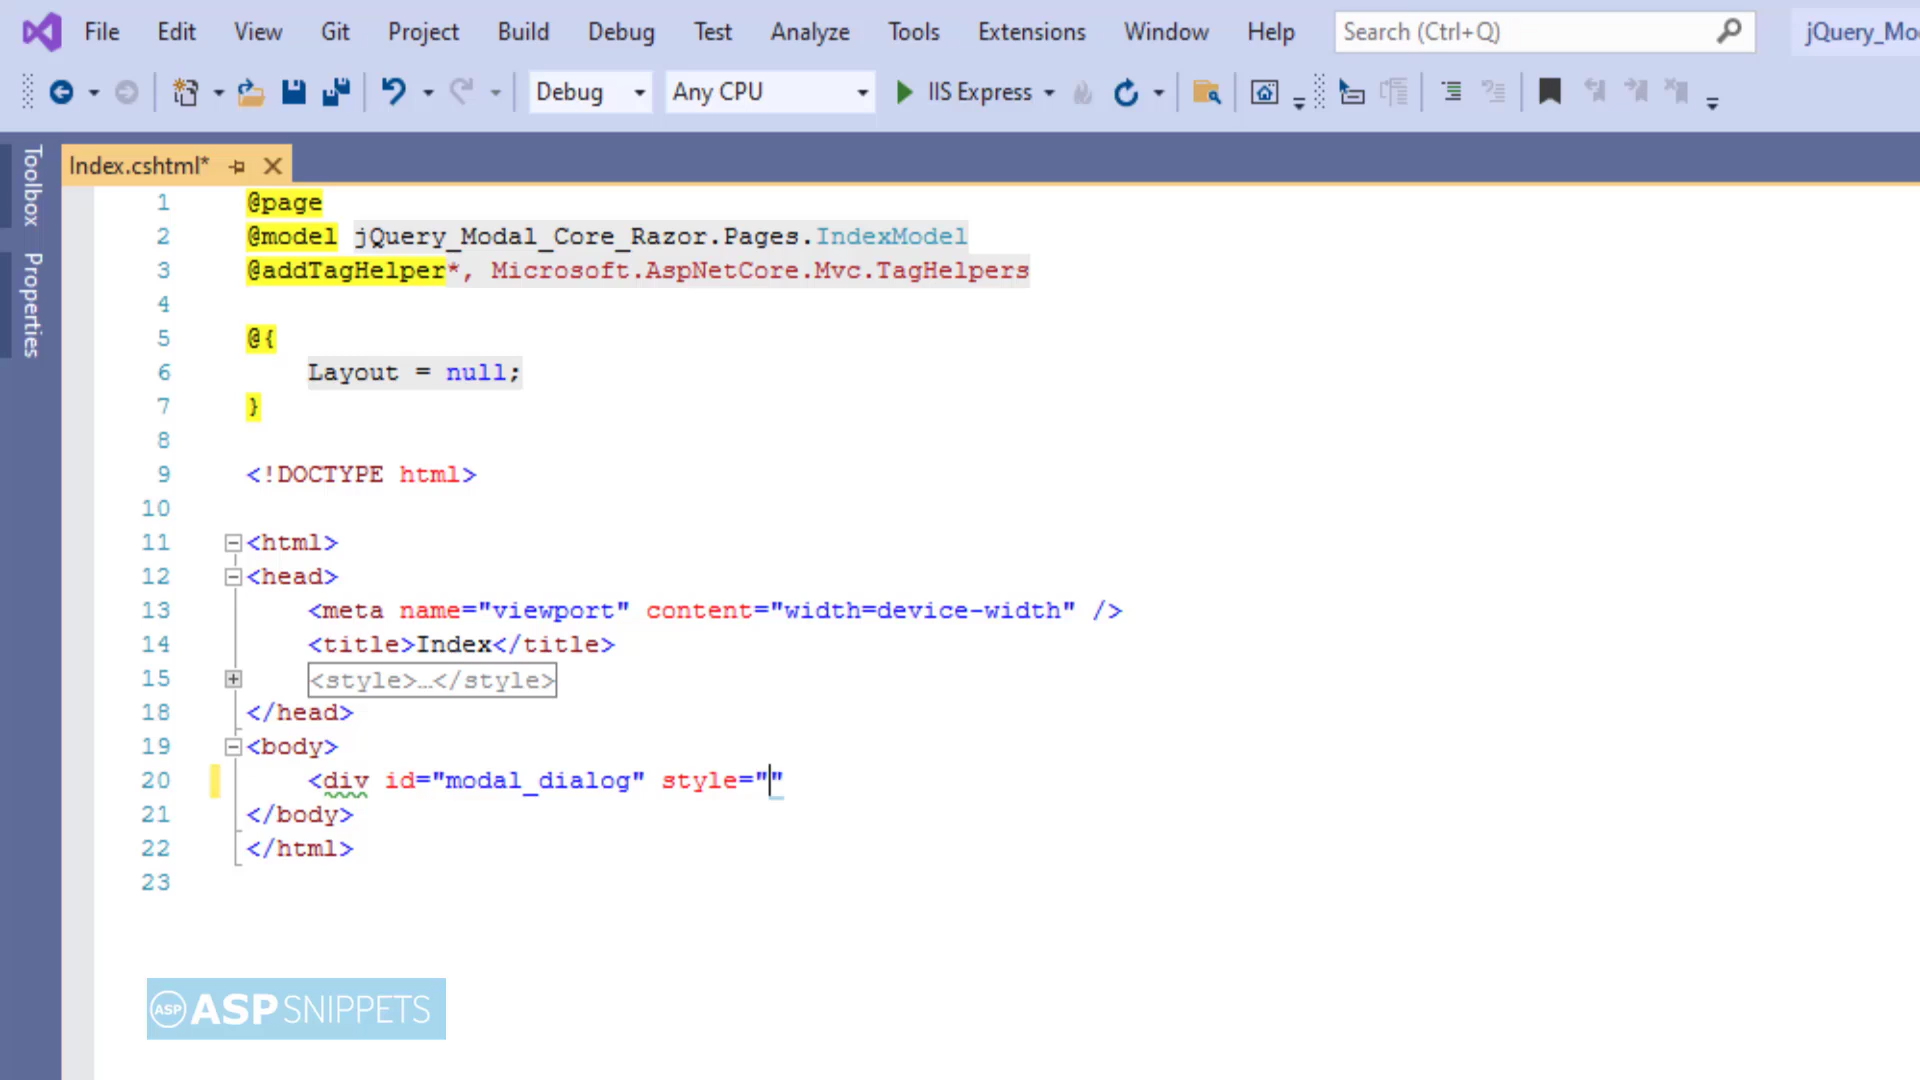 File Edit View Git Project Build Debug Test Analyze Tools Extensions Window Help Search (Ctrl+Q) jQuery_Mo
Debug Any CPU IIS Express
Toolbox
Properties
Index.cshtml*
1 @page
2 @model jQuery_Modal_Core_Razor.Pages.IndexModel
3 @addTagHelper*, Microsoft.AspNetCore.Mvc.TagHelpers
4
5 @{
6 Layout = null;
7 }
8
9 <!DOCTYPE html>
10
11 <html>
12 <head>
13 <meta name="viewport" content="width=device-width" />
14 <title>Index</title>
15 <style>…</style>
18 </head>
19 <body>
20 <div id="modal_dialog" style=""
21 </body>
22 </html>
23
ASP ASPSNIPPETS